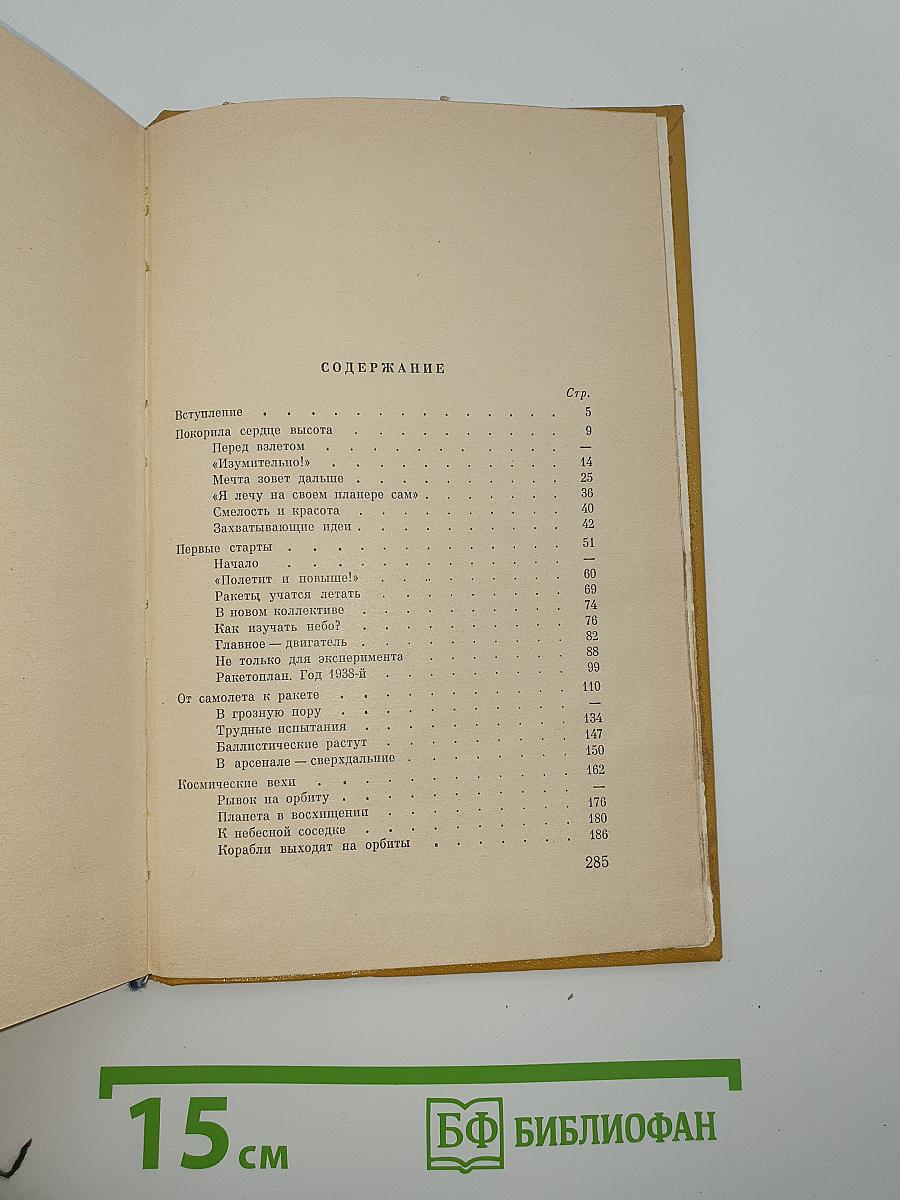 СОДЕРЖАНИЕ
Стр.
Вступление . . . . . . . . . . . . . 5
Покорила сердце высота . . . . . . . . . 9
Перед взлетом . . . . . . . . . . —
«Изумительно!» . . . . . . . . . . 14
Мечта зовет дальше . . . . . . . . . 25
«Я лечу на своем планере сам» . . . . . . 36
Смелость и красота . . . . . . . . . 40
Захватывающие идеи . . . . . . . . . 42
Первые старты . . . . . . . . . . . . 51
Начало . . . . . . . . . . . . —
«Полетит и повыше!» . . . . . . . . 60
Ракеты учатся летать . . . . . . . . 69
В новом коллективе . . . . . . . . . 74
Как изучать небо? . . . . . . . . . 76
Главное — двигатель . . . . . . . . . 82
Не только для эксперимента . . . . . . 88
Ракетоплан. Год 1938-й . . . . . . . . 99
От самолета к ракете . . . . . . . . . . 110
В грозную пору . . . . . . . . . . —
Трудные испытания . . . . . . . . . 134
Баллистические растут . . . . . . . . 147
В арсенале — сверхдальние . . . . . . . 150
Космические вехи . . . . . . . . . . . 162
Рывок на орбиту . . . . . . . . . . —
Планета в восхищении . . . . . . . . 176
К небесной соседке . . . . . . . . . 180
Корабли выходят на орбиты . . . . . . 186
285
15 см
БФ БИБЛИОФАН